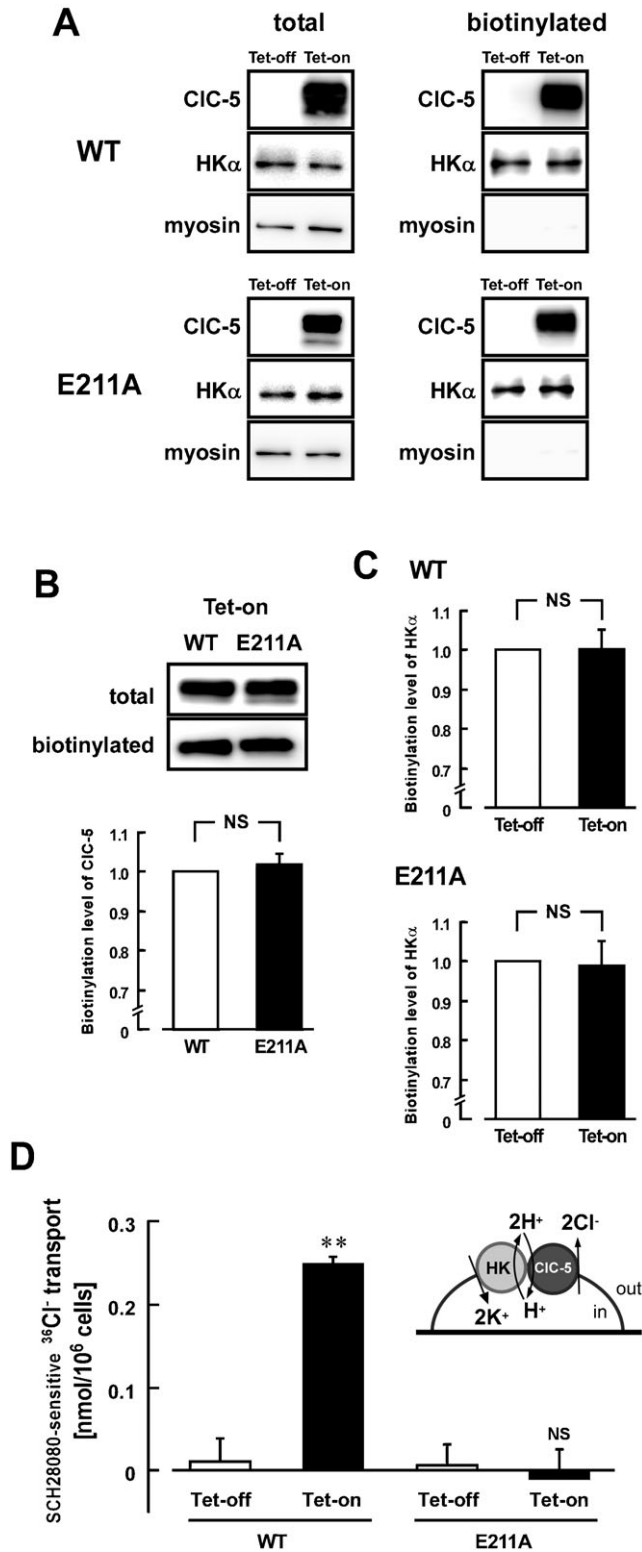 A
total
biotinylated
Tet-off Tet-on
Tet-off Tet-on
WT
ClC-5
ClC-5
HKα
HKα
myosin
myosin
Tet-off Tet-on
Tet-off Tet-on
E211A
ClC-5
ClC-5
HKα
HKα
myosin
myosin
B
Tet-on
WT E211A
total
biotinylated
Biotinylation level of ClC-5
1.1
1.0
0.9
0.8
0.7
0
NS
WT
E211A
C
WT
Biotinylation level of HKα
1.1
1.0
0.9
0.8
0.7
0
NS
Tet-off
Tet-on
E211A
Biotinylation level of HKα
1.1
1.0
0.9
0.8
0.7
0
NS
Tet-off
Tet-on
D
SCH28080-sensitive ³⁶Cl⁻ transport
[nmol/10⁶ cells]
0.3
0.2
0.1
0
**
NS
Tet-off
Tet-on
Tet-off
Tet-on
WT
E211A
2H⁺
2Cl⁻
HK
ClC-5
out
in
2K⁺
H⁺